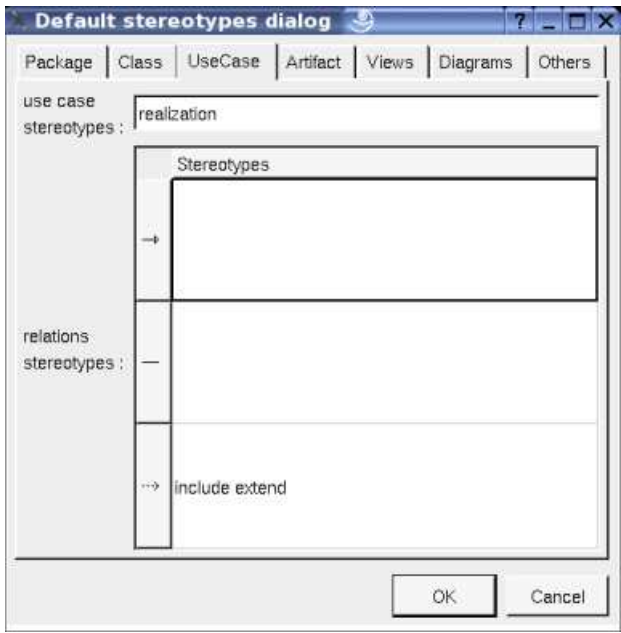 Default stereotypes dialog
Package Class UseCase Artifact Views Diagrams Others
use case
stereotypes :
realization
Stereotypes
relations
stereotypes :
include extend
OK Cancel